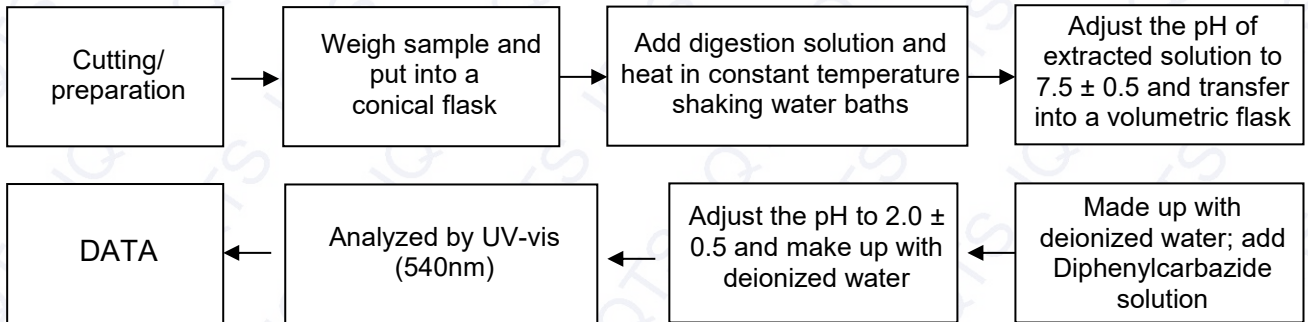 Cutting/
preparation
Weigh sample and
put into a
conical flask
Add digestion solution and
heat in constant temperature
shaking water baths
Adjust the pH of
extracted solution to
7.5 ± 0.5 and transfer
into a volumetric flask
DATA
Analyzed by UV-vis
(540nm)
Adjust the pH to 2.0 ±
0.5 and make up with
deionized water
Made up with
deionized water; add
Diphenylcarbazide
solution